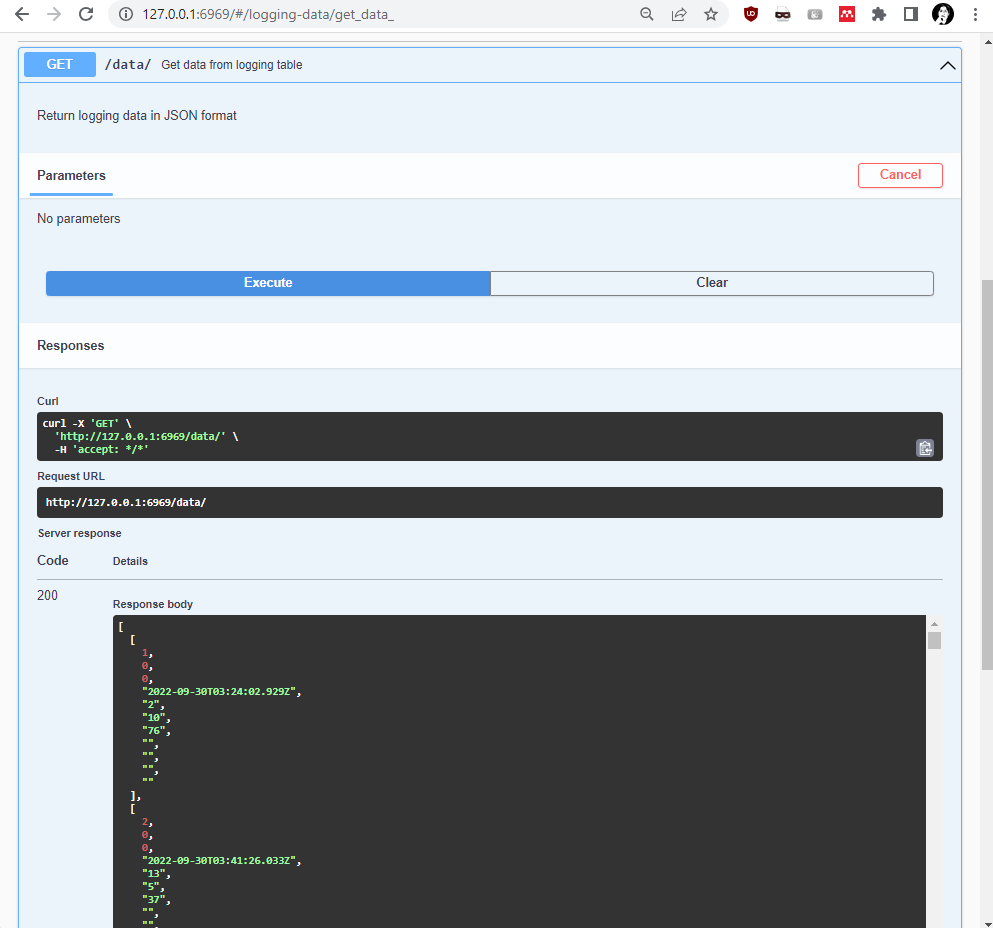 127.0.0.1:6969/#/logging-data/get_data_
GET /data/ Get data from logging table
Return logging data in JSON format
Parameters
Cancel
No parameters
Execute
Clear
Responses
Curl
curl -X 'GET' \
'http://127.0.0.1:6969/data/' \
-H 'accept: */*'
Request URL
http://127.0.0.1:6969/data/
Server response
Code Details
200
Response body
[
[
1,
0,
0,
"2022-09-30T03:24:02.929Z",
"2",
"10",
"76",
"",
"",
"",
""
],
[
2,
0,
0,
"2022-09-30T03:41:26.033Z",
"13",
"5",
"37",
"",
"",